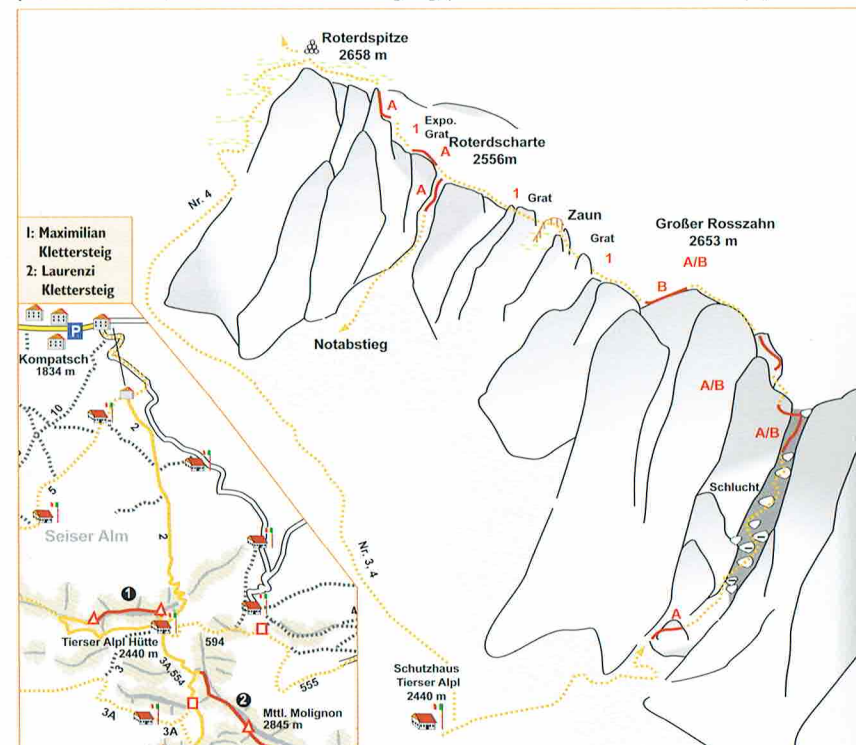 Roterdspitze
2658 m
A
Expo.
1
Grat
A
Roterdscharte
2556m
A
Nr. 4
1
Grat
Zaun
Grat
1
Großer Rosszahn
2653 m
A/B
B
A/B
A/B
Schlucht
A
Notabstieg
Nr. 3, 4
Schutzhaus
Tierser Alpl
2440 m
1: Maximilian
Klettersteig
2: Laurenzi
Klettersteig
P
Kompatsch
1834 m
10
2
5
Seiser Alm
2
1
Tierser Alpl Hütte
2440 m
594
3
3A,554
555
2
Mttl. Molignon
2845 m
3A
3A